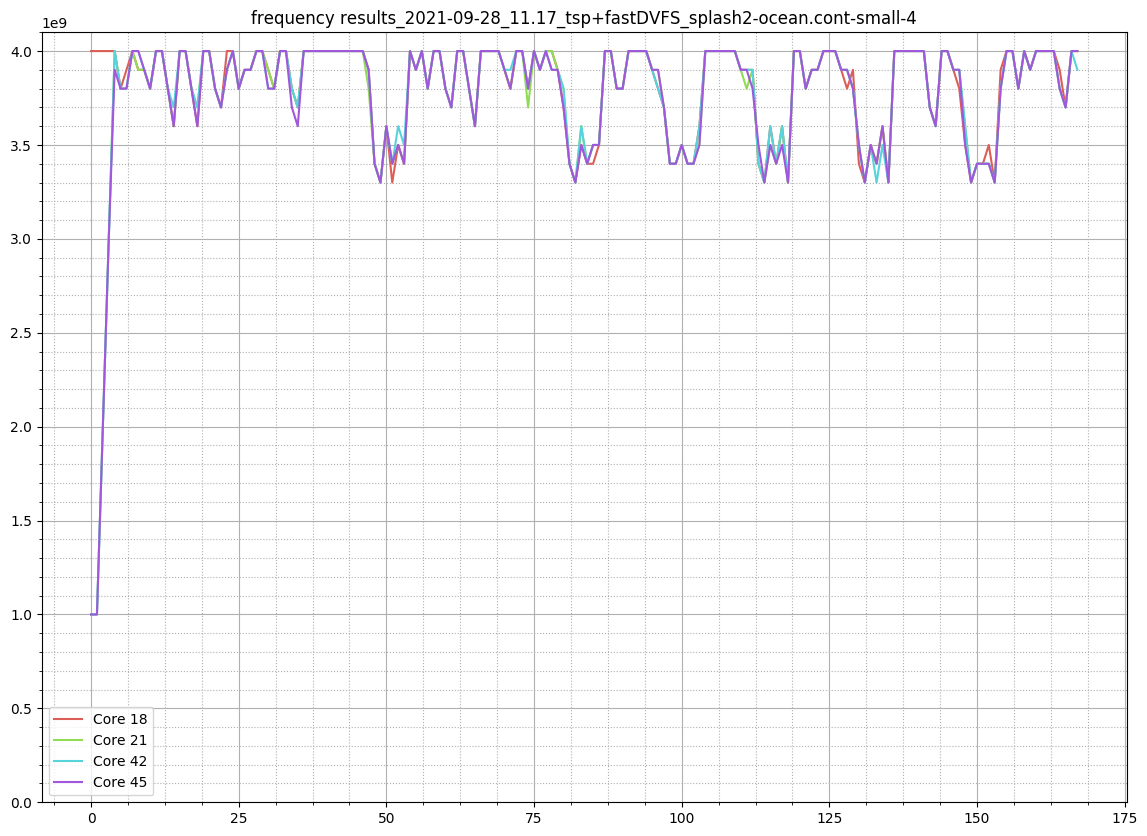 frequency results_2021-09-28_11.17_tsp+fastDVFS_splash2-ocean.cont-small-4
1e9
4.0
3.5
3.0
2.5
2.0
1.5
1.0
0.5
0.0
Core 18
Core 21
Core 42
Core 45
0 25 50 75 100 125 150 175